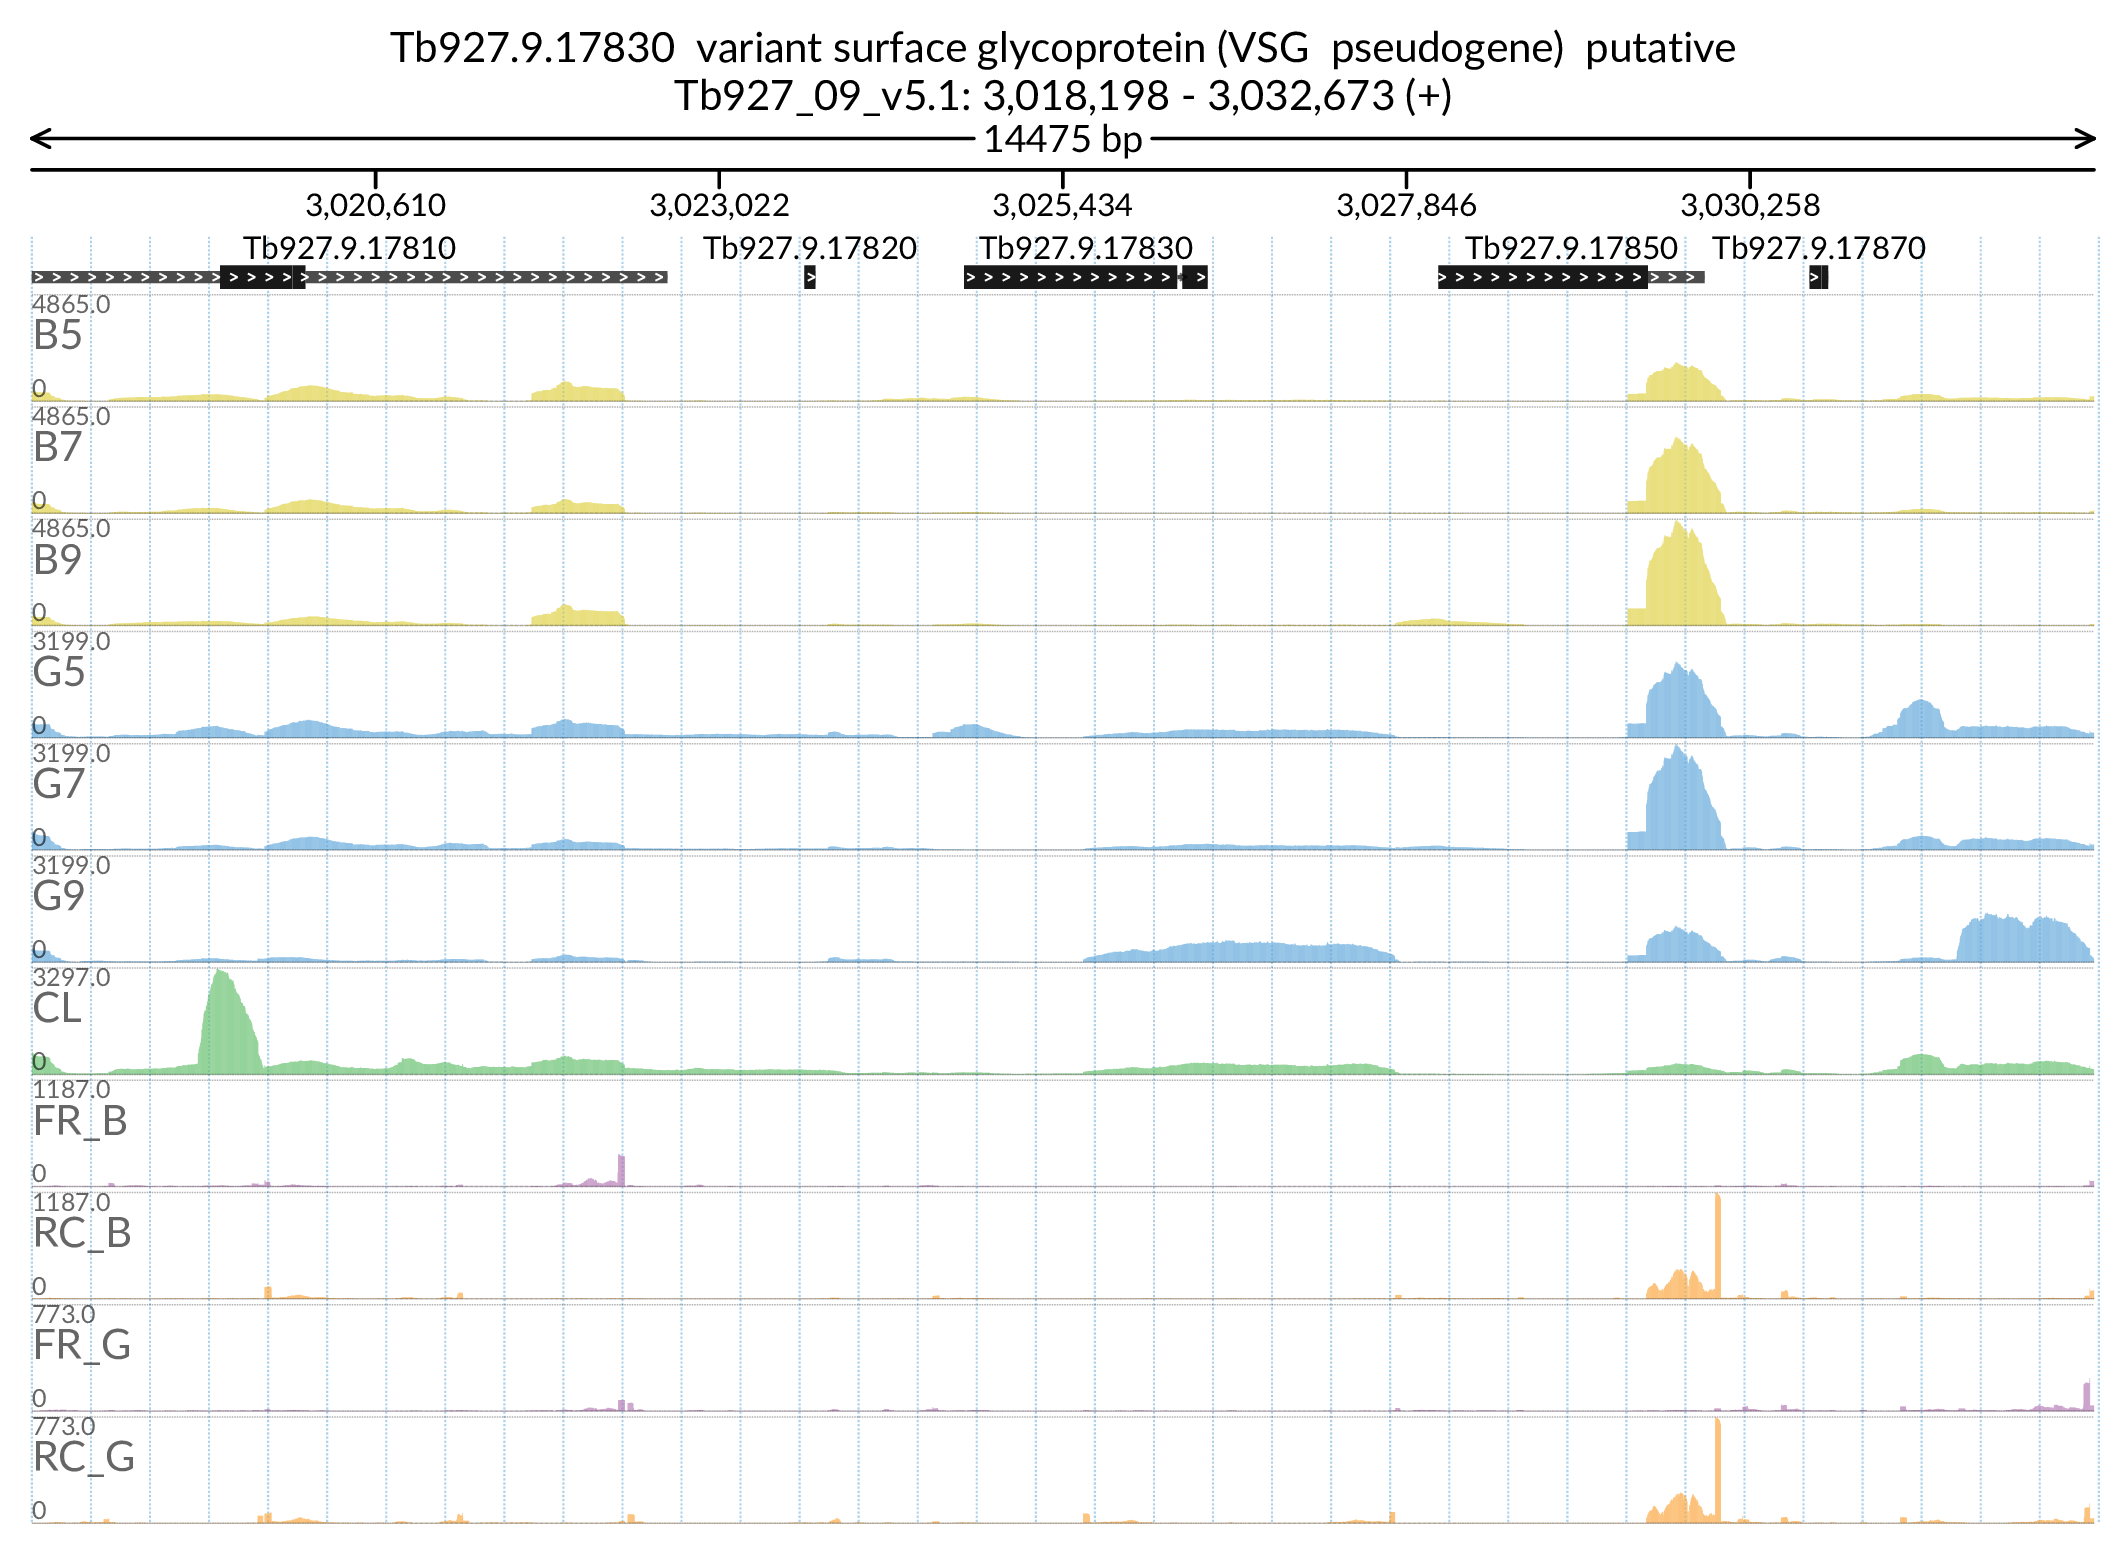 Tb927.9.17830 variant surface glycoprotein (VSG pseudogene) putative
Tb927_09_v5.1: 3,018,198 - 3,032,673 (+)
14475 bp
3,020,610 3,023,022 3,025,434 3,027,846 3,030,258
Tb927.9.17810 Tb927.9.17820 Tb927.9.17830 Tb927.9.17850 Tb927.9.17870
4865.0
B5
0
4865.0
B7
0
4865.0
B9
0
3199.0
G5
0
3199.0
G7
0
3199.0
G9
0
3297.0
CL
0
1187.0
FR_B
0
1187.0
RC_B
0
773.0
FR_G
0
773.0
RC_G
0